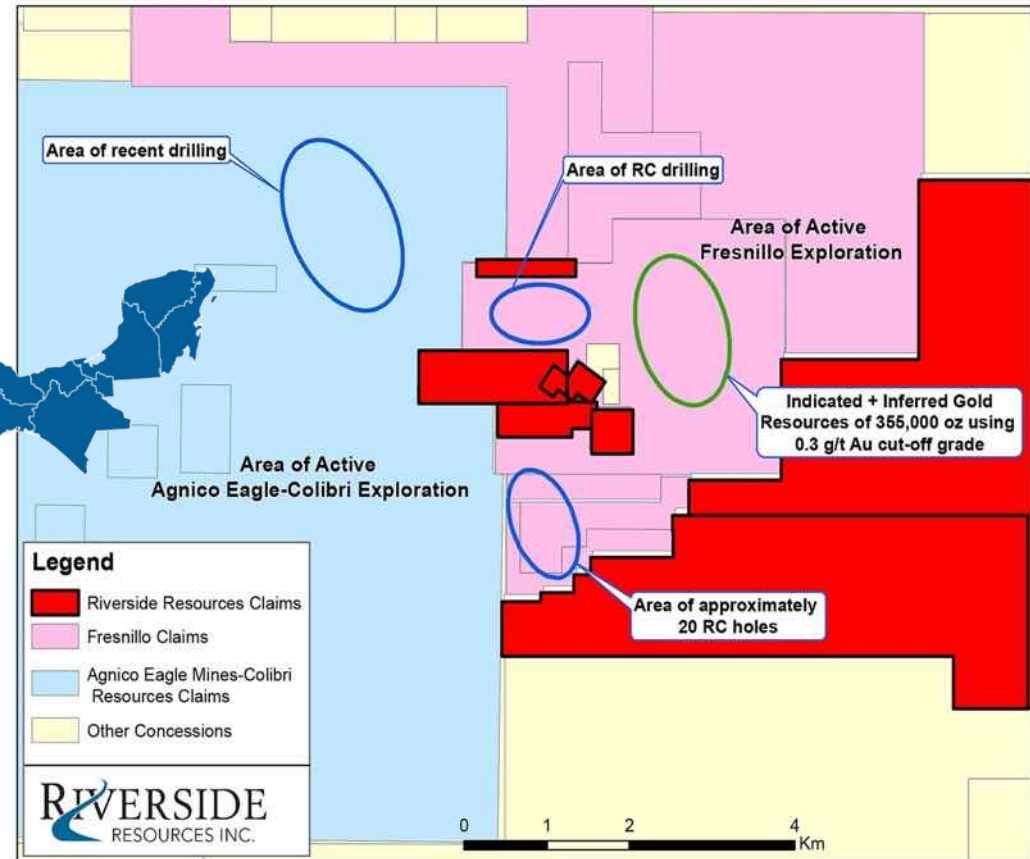 Area of recent drilling
Area of RC drilling
Area of Active
Fresnillo Exploration
Indicated + Inferred Gold
Resources of 355,000 oz using
0.3 g/t Au cut-off grade
Area of Active
Agnico Eagle-Colibri Exploration
Area of approximately
20 RC holes
Legend
Riverside Resources Claims
Fresnillo Claims
Agnico Eagle Mines-Colibri
Resources Claims
Other Concessions
RIVERSIDE
RESOURCES INC.
0 1 2 4
Km